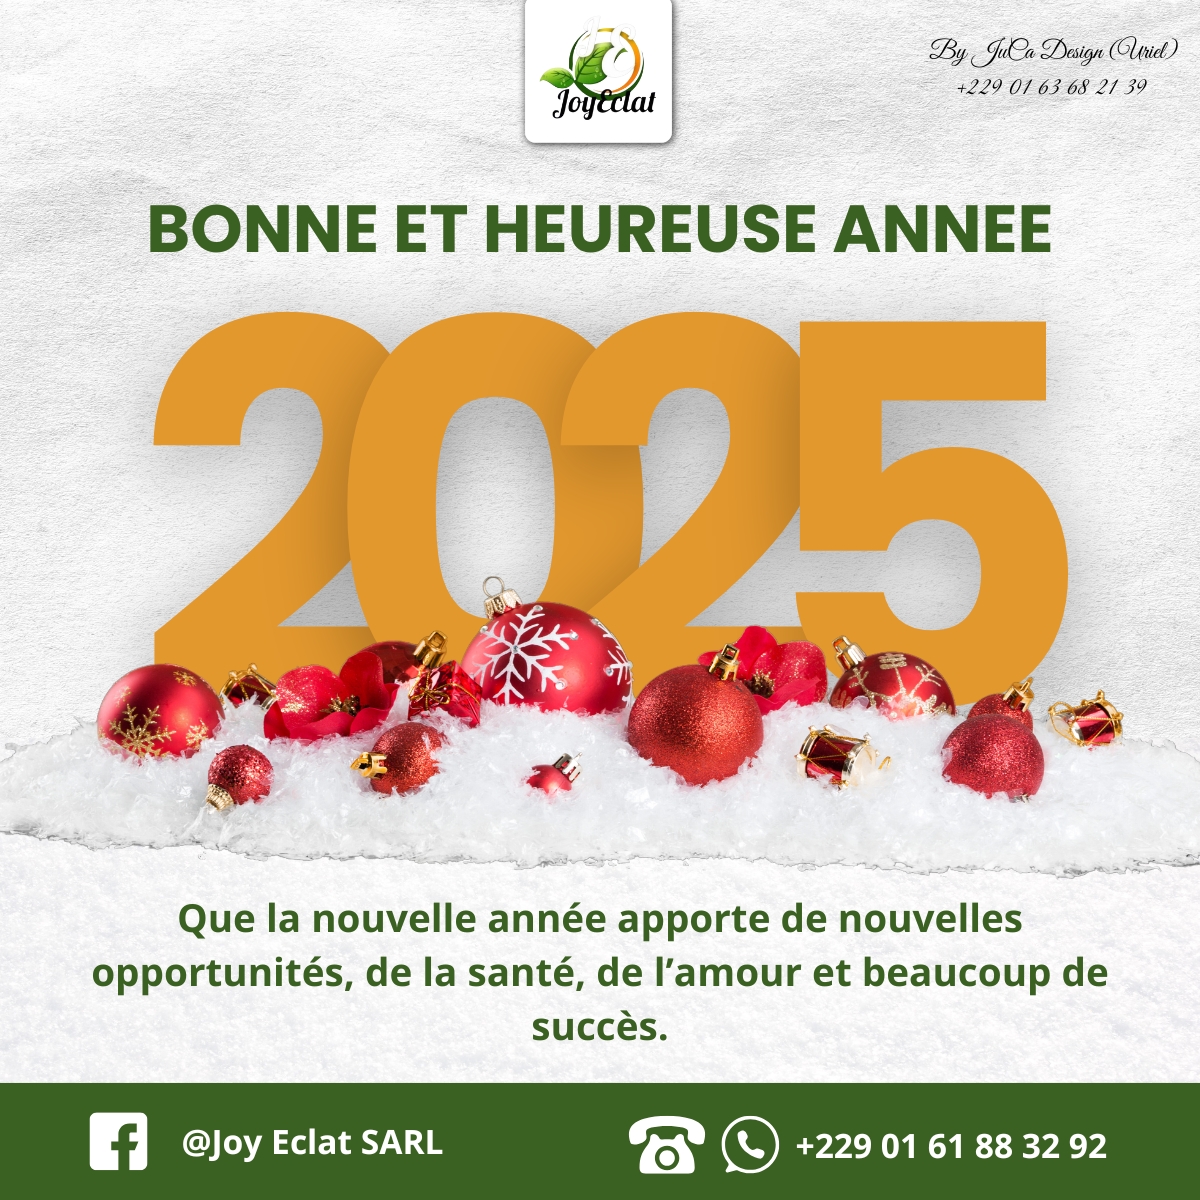 JoyEclat
By JuCa Design (Uriel)
+229 01 63 68 21 39
BONNE ET HEUREUSE ANNEE
2025
Que la nouvelle année apporte de nouvelles
opportunités, de la santé, de l’amour et beaucoup de
succès.
@Joy Eclat SARL
+229 01 61 88 32 92